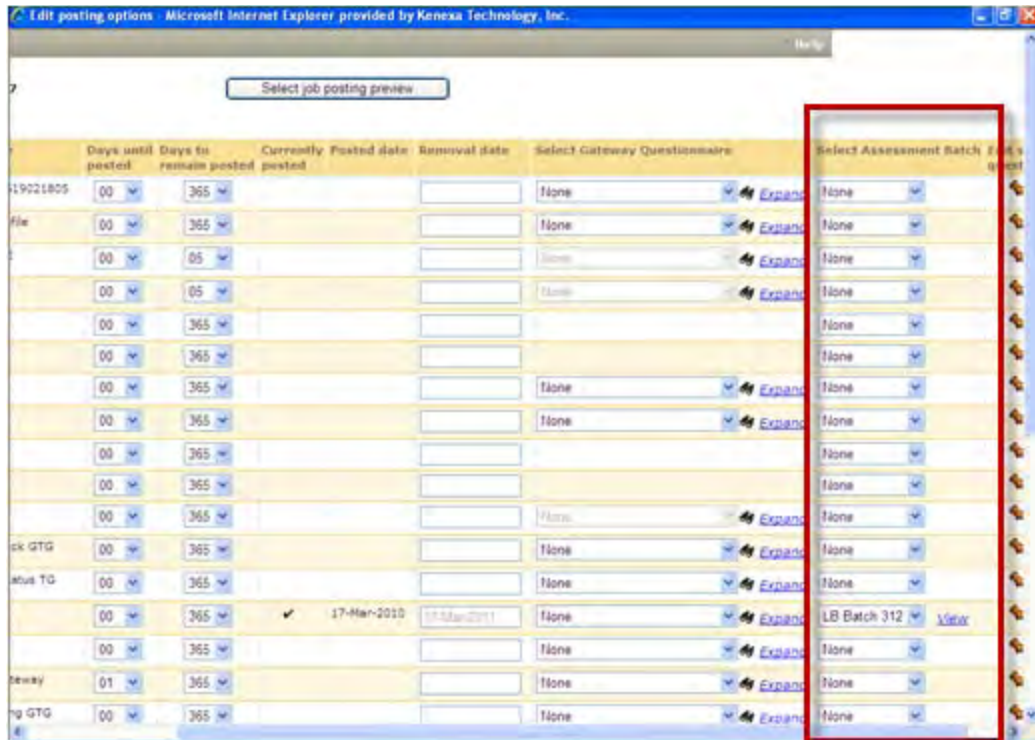 Edit posting options - Microsoft Internet Explorer provided by Kenexa Technology, Inc.
Help
7
Select job posting preview
Days until posted Days to remain posted Currently posted Posted date Removal date Select Gateway Questionnaire Select Assessment Batch
519021805 00 365 None Expand None
file 00 365 None Expand None
00 05 None Expand None
00 05 None Expand None
00 365 None
00 365 None
00 365 None Expand None
00 365 None Expand None
00 365 None
00 365 None
00 365 None Expand None
ck GTG 00 365 None Expand None
atus TG 00 365 None Expand None
00 365 ✔ 17-Mar-2010 17-Mar-2011 None Expand LB Batch 312 View
00 365 None Expand None
teway 01 365 None Expand None
ng GTG 00 365 None Expand None